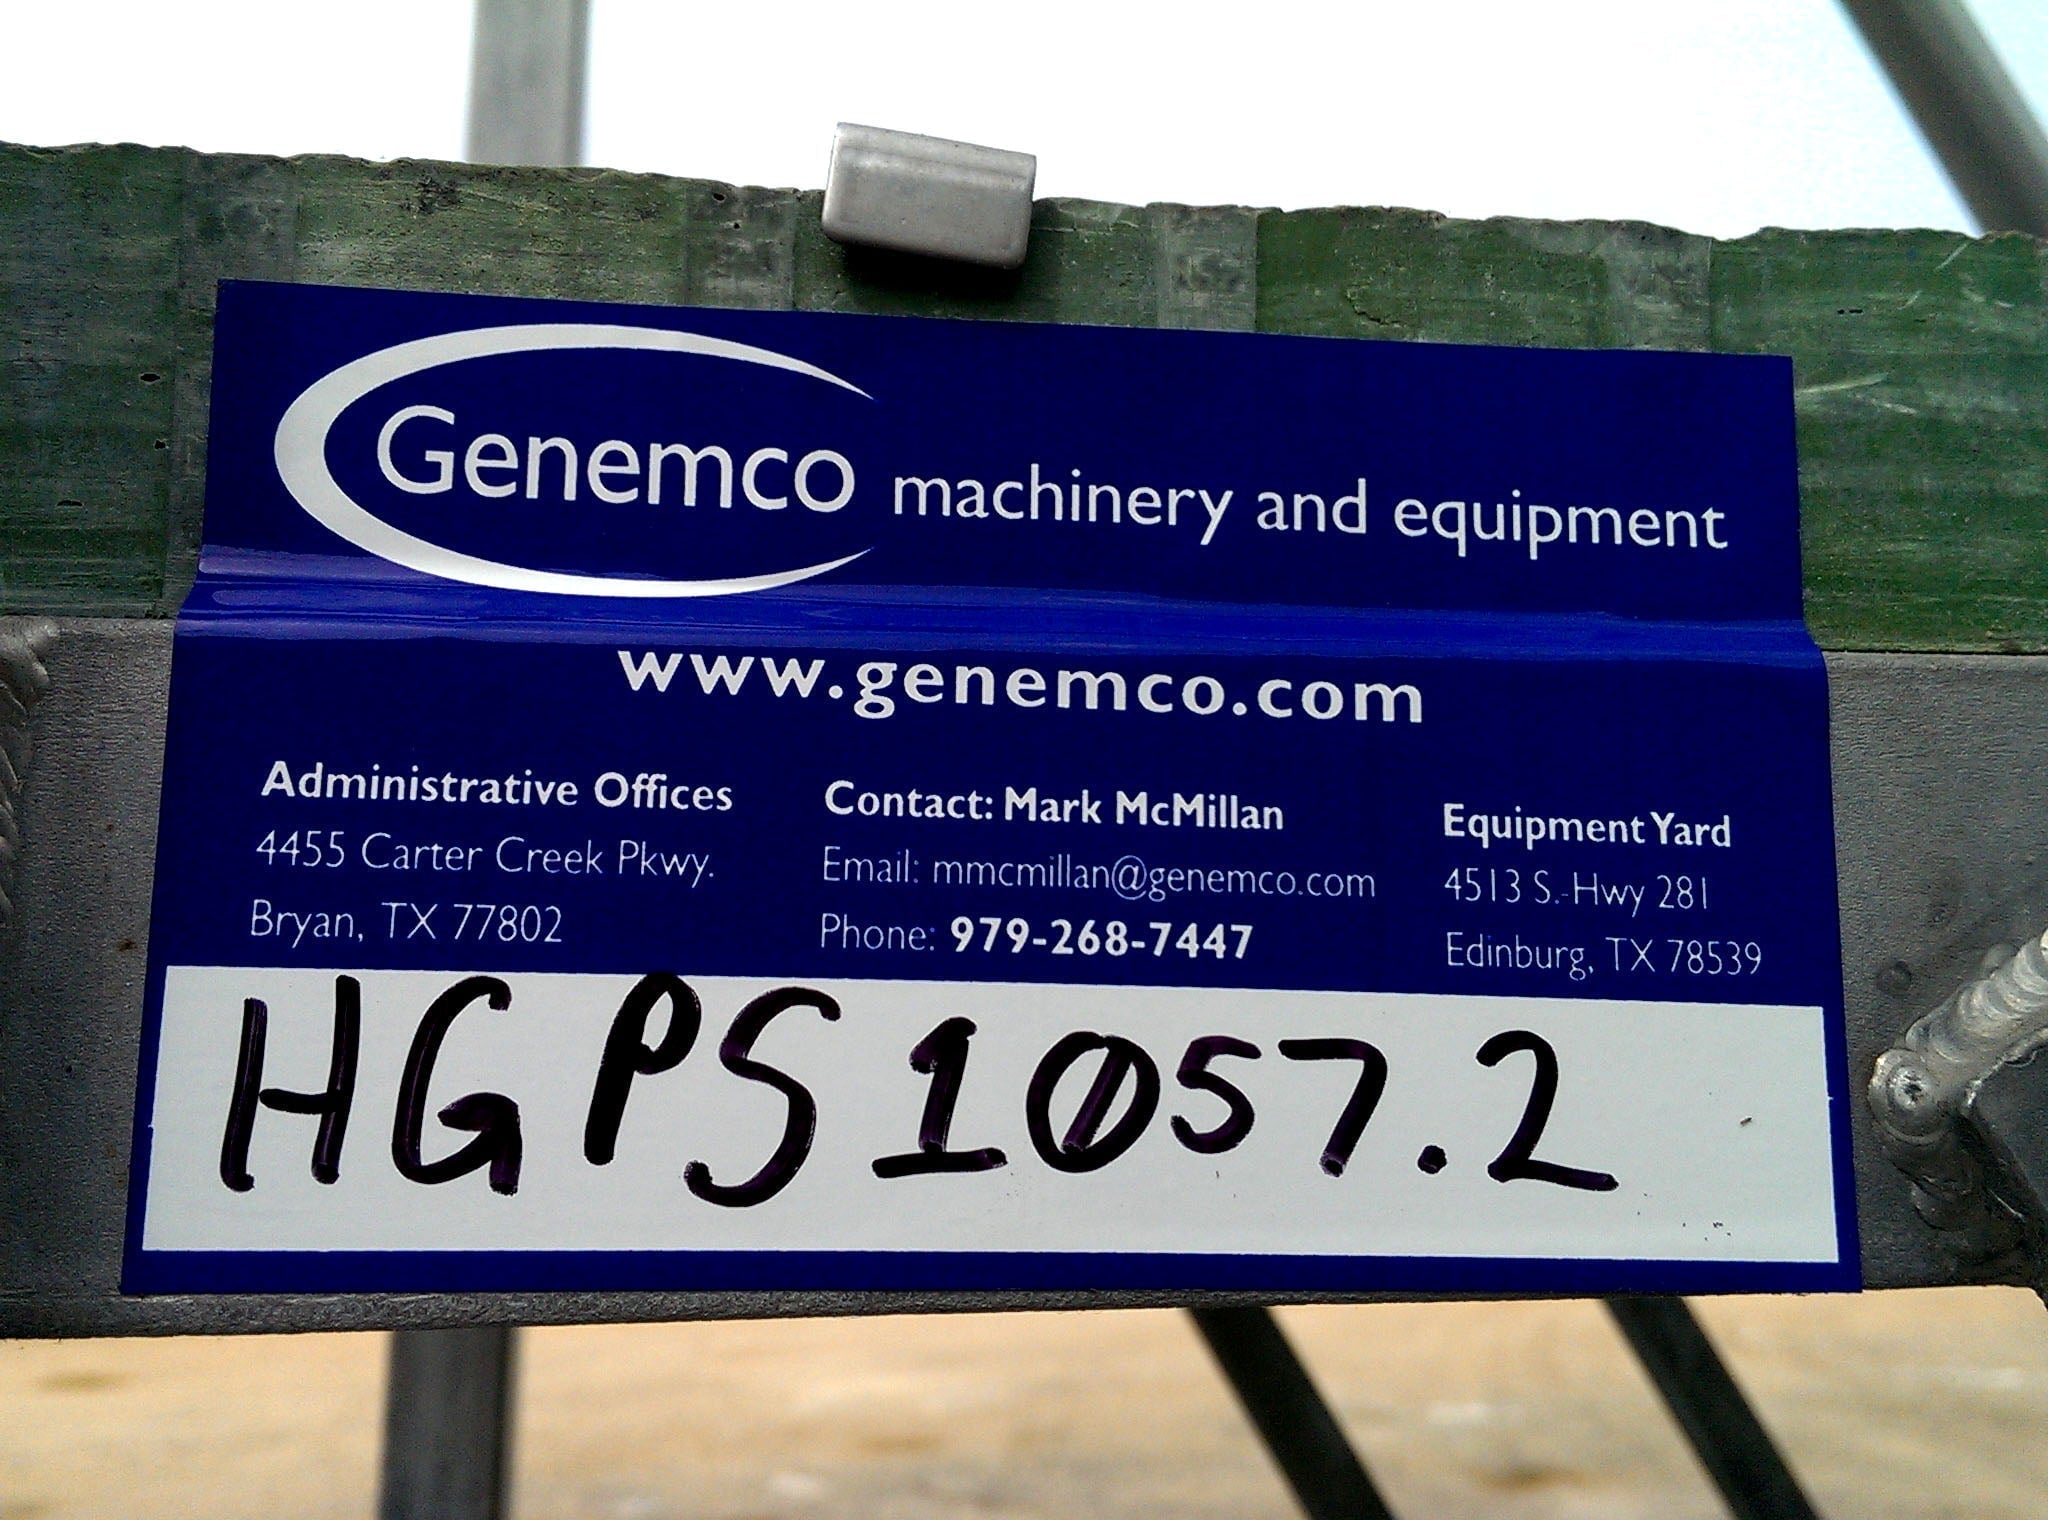 Genemco machinery and equipment
www.genemco.com
Administrative Offices
4455 Carter Creek Pkwy.
Bryan, TX 77802
Contact: Mark McMillan
Email: mmcmillan@genemco.com
Phone: 979-268-7447
Equipment Yard
4513 S. Hwy 281
Edinburg, TX 78539
HGPS1057.2